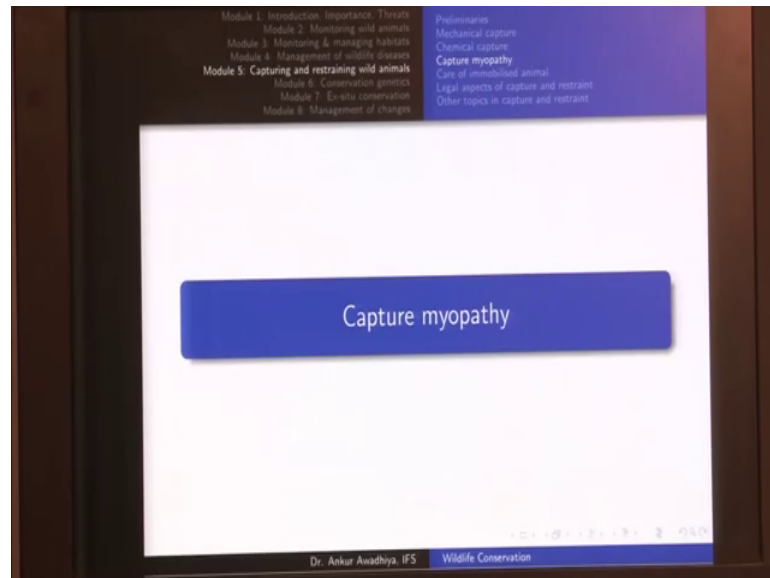 Module 1: Introduction, Importance, Threats
Module 2: Monitoring wild animals
Module 3: Monitoring & managing habitats
Module 4: Management of wildlife diseases
Module 5: Capturing and restraining wild animals
Module 6: Conservation genetics
Module 7: Ex-situ conservation
Module 8: Management of changes
Preliminaries
Mechanical capture
Chemical capture
Capture myopathy
Care of immobilised animal
Legal aspects of capture and restraint
Other topics in capture and restraint
Capture myopathy
Dr. Ankur Awadhiya, IFS
Wildlife Conservation